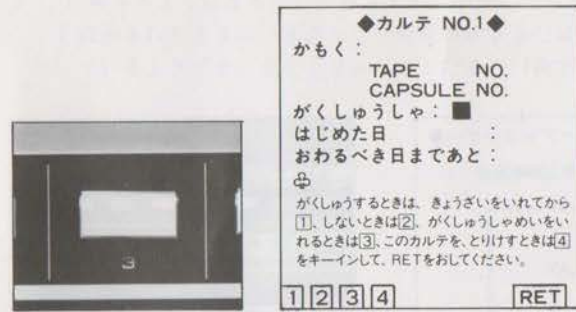 ◆カルテ NO.1◆
かもく：
TAPE NO.
CAPSULE NO.
がくしゅうしゃ：■
はじめた日 ：
おわるべき日まであと：
がくしゅうするときは、きょうざいをいれてから
1、しないときは2、がくしゅうしゃめいをい
れるときは3、このカルテを、とりけすときは4
をキーインして、RETをおしてください。
1 2 3 4 RET
3